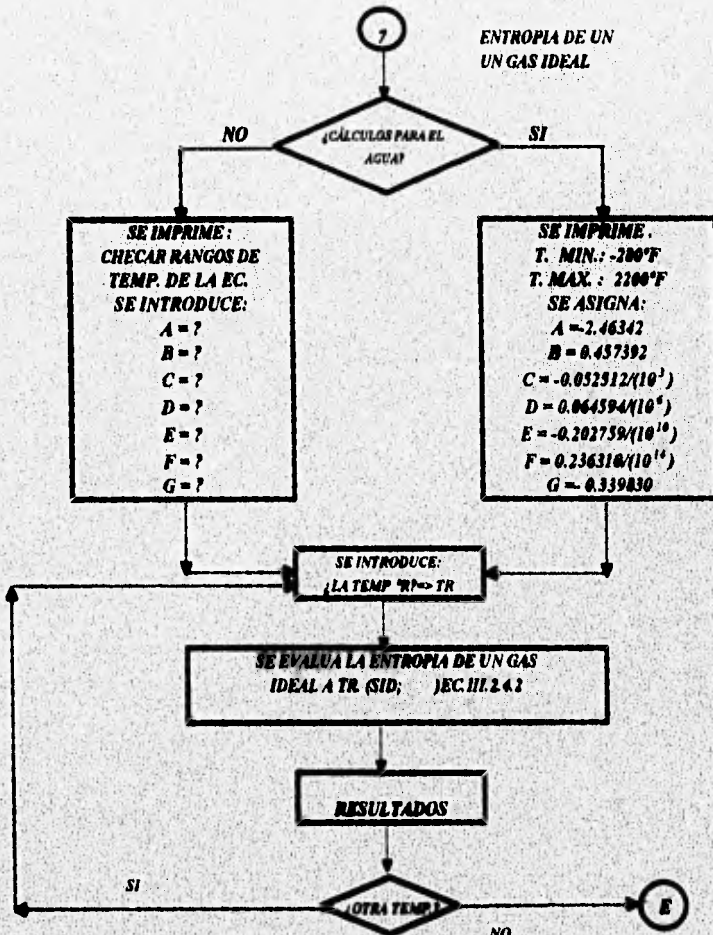 7
ENTROPIA DE UN
UN GAS IDEAL
¿CÁLCULOS PARA EL
AGUA?
NO
SI
SE IMPRIME :
CHECAR RANGOS DE
TEMP. DE LA EC.
SE INTRODUCE:
A = ?
B = ?
C = ?
D = ?
E = ?
F = ?
G = ?
SE IMPRIME .
T. MIN.: -280°F
T. MAX. : 2200°F
SE ASIGNA:
A =-2.46342
B = 0.457392
C = -0.052512/(10³)
D = 0.064594/(10⁶)
E = -0.202759/(10¹⁰)
F = 0.236310/(10¹⁴)
G =- 0.339830
SE INTRODUCE:
¿LA TEMP °R?=> TR
SE EVALUA LA ENTROPIA DE UN GAS
IDEAL A TR (SID; )EC.III.2.4.2
RESULTADOS
¿OTRA TEMP.?
SI
NO
E